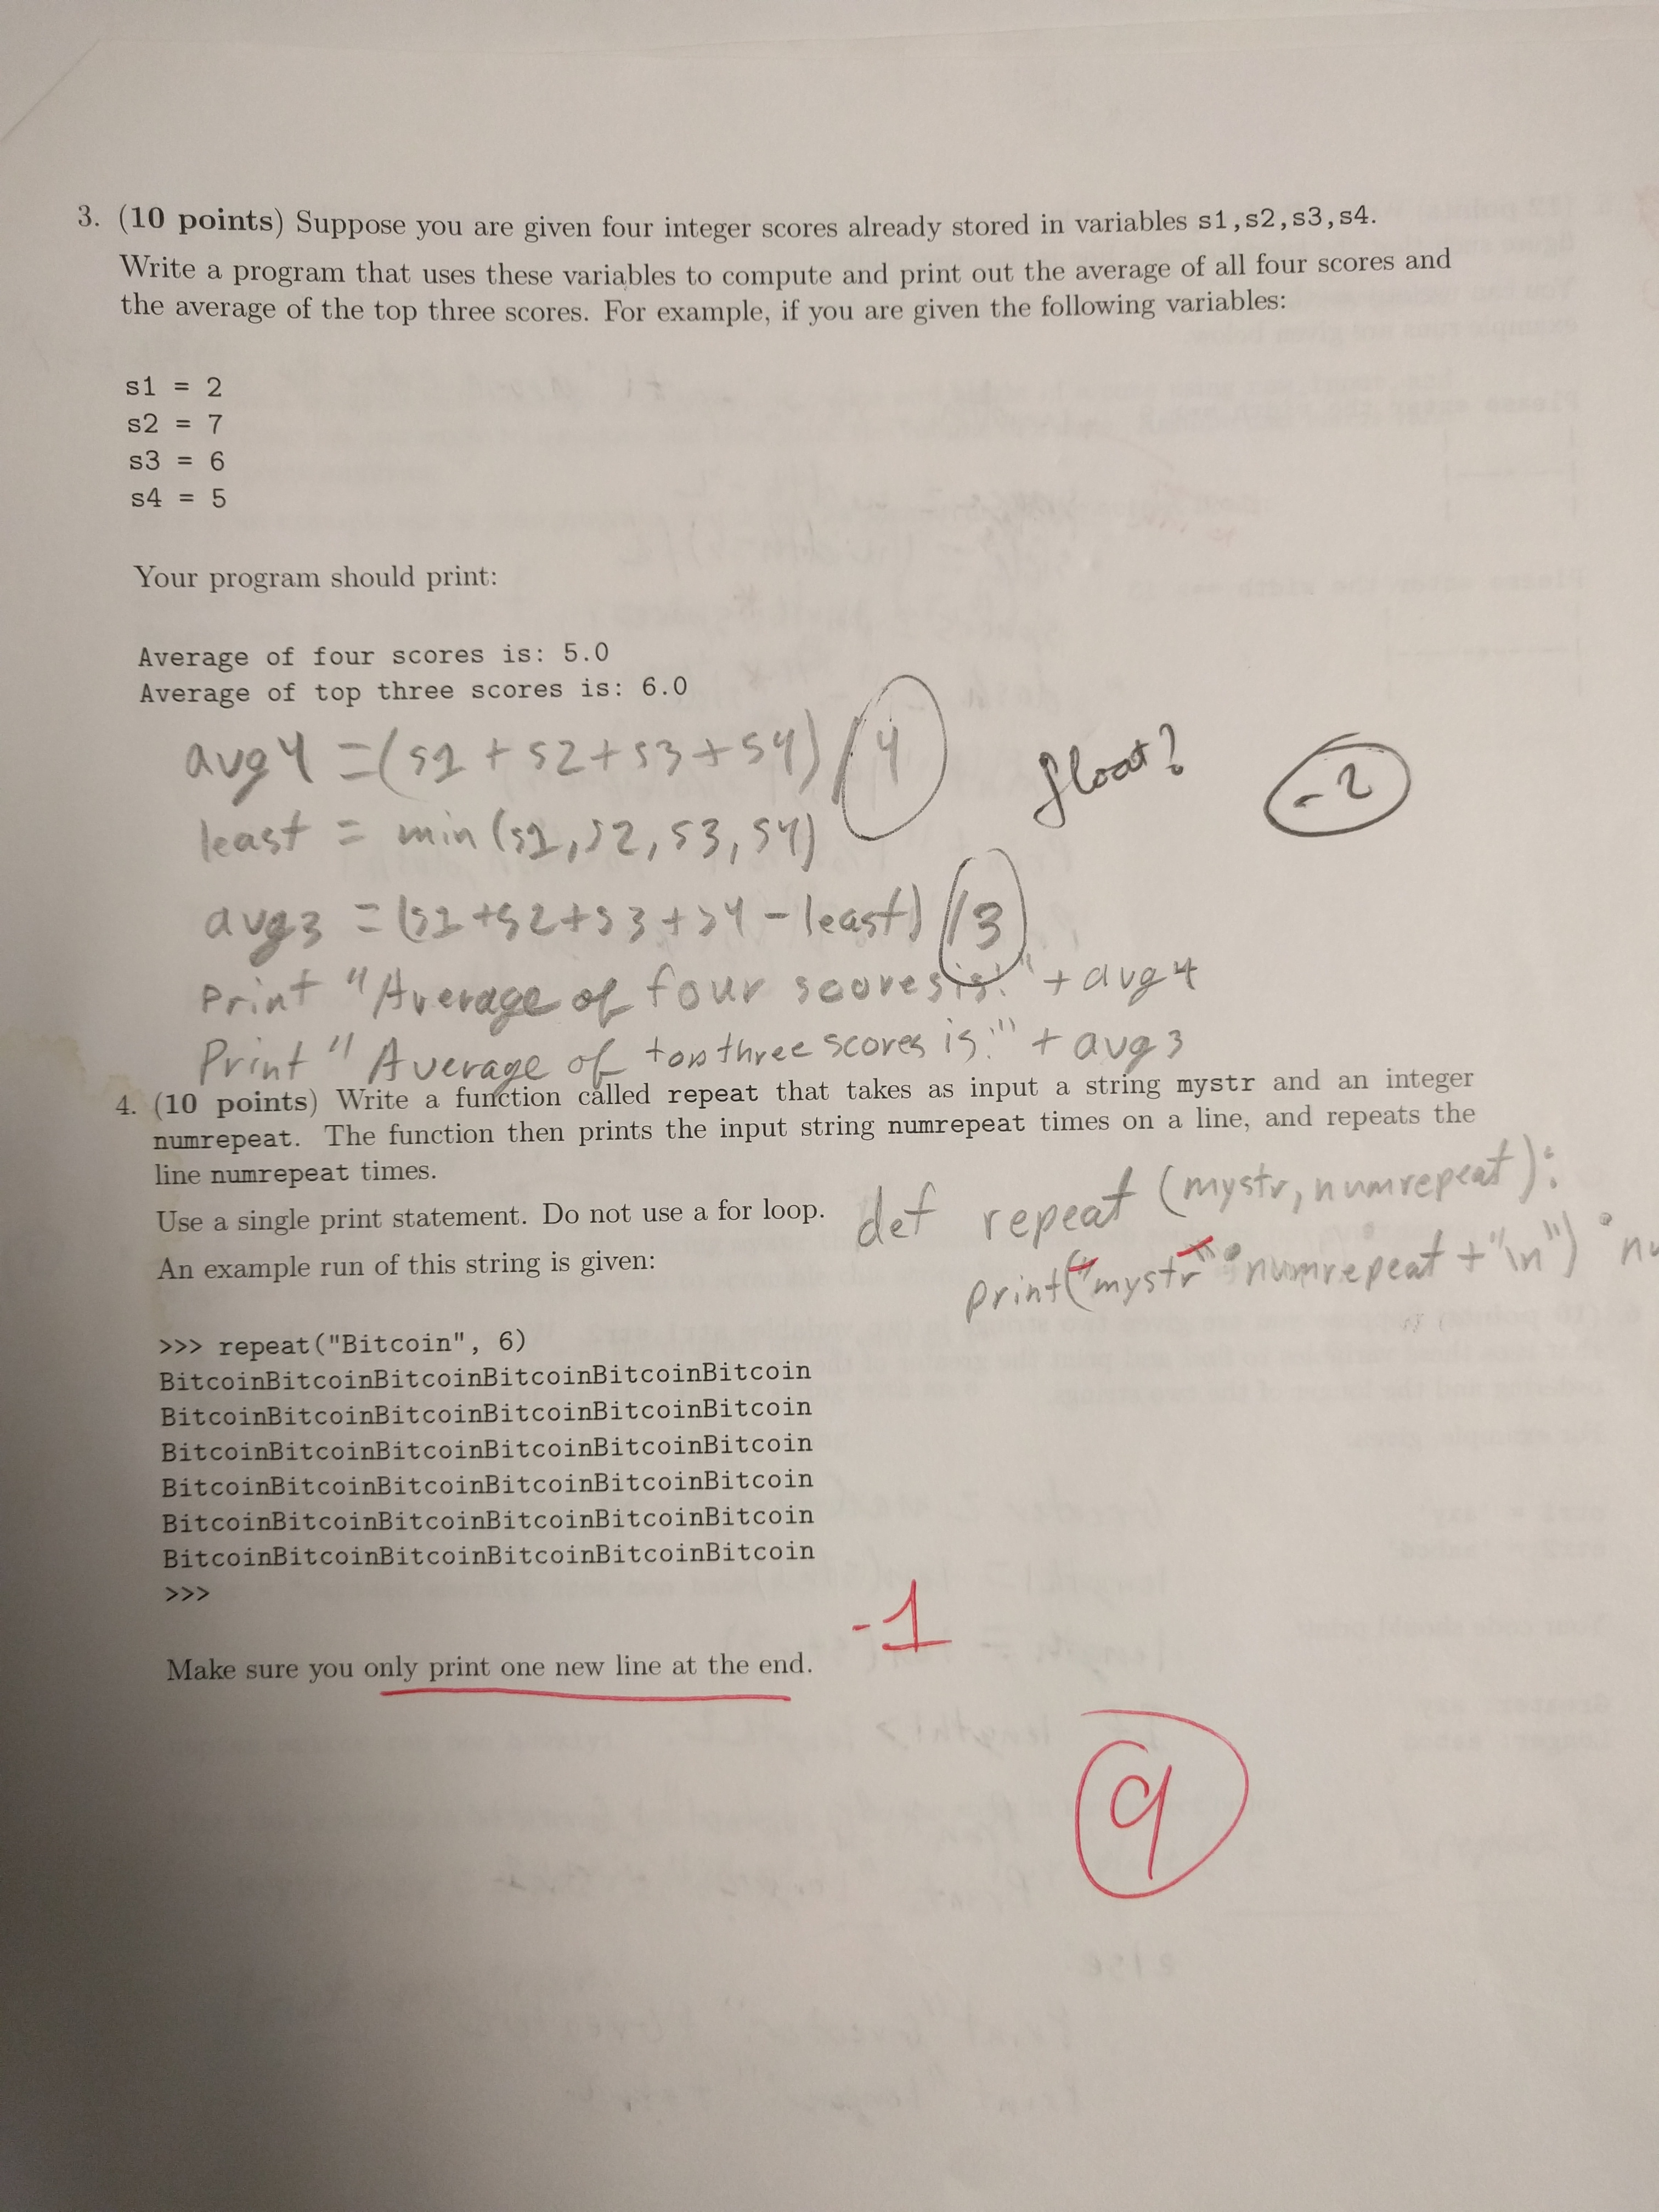 3. (10 points) Suppose you are given four integer scores already stored in variables s1,s2,s3,s4.
Write a program that uses these variables to compute and print out the average of all four scores and
the average of the top three scores. For example, if you are given the following variables:
s1 = 2
s2 = 7
s3 = 6
s4 = 5
Your program should print:
Average of four scores is: 5.0
Average of top three scores is: 6.0
avg4 =(s1 + s2+s3+s4)/4
float?
-2
least = min(s1,s2,s3,s4)
avg3 =(s1+s2+s3+s4-least)/3
print "Average of four scores is:"+avg4
Print "Average of top three scores is:" + avg3
4. (10 points) Write a function called repeat that takes as input a string mystr and an integer
numrepeat. The function then prints the input string numrepeat times on a line, and repeats the
line numrepeat times.
Use a single print statement. Do not use a for loop.
def repeat (mystr, numrepeat):
An example run of this string is given:
print("mystr" * numrepeat + "\n") *
>>> repeat("Bitcoin", 6)
BitcoinBitcoinBitcoinBitcoinBitcoinBitcoin
BitcoinBitcoinBitcoinBitcoinBitcoinBitcoin
BitcoinBitcoinBitcoinBitcoinBitcoinBitcoin
BitcoinBitcoinBitcoinBitcoinBitcoinBitcoin
BitcoinBitcoinBitcoinBitcoinBitcoinBitcoin
BitcoinBitcoinBitcoinBitcoinBitcoinBitcoin
>>>
-1
Make sure you only print one new line at the end.
9